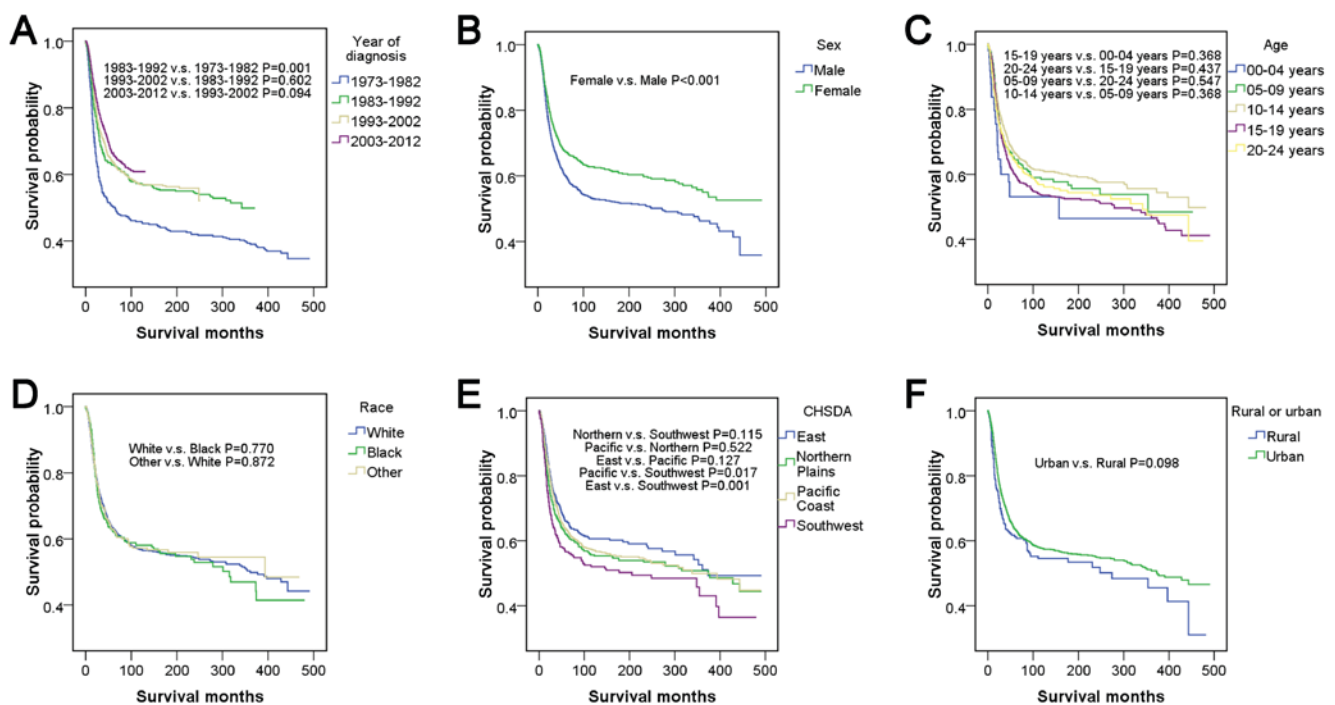 A
Year of
diagnosis
1973-1982
1983-1992
1993-2002
2003-2012
1983-1992 v.s. 1973-1982 P=0.001
1993-2002 v.s. 1983-1992 P=0.602
2003-2012 v.s. 1993-2002 P=0.094
Survival probability
1.0
0.8
0.6
0.4
0 100 200 300 400 500
Survival months
B
Sex
Male
Female
Female v.s. Male P<0.001
Survival probability
1.0
0.8
0.6
0.4
0 100 200 300 400 500
Survival months
C
Age
00-04 years
05-09 years
10-14 years
15-19 years
20-24 years
15-19 years v.s. 00-04 years P=0.368
20-24 years v.s. 15-19 years P=0.437
05-09 years v.s. 20-24 years P=0.547
10-14 years v.s. 05-09 years P=0.368
Survival probability
1.0
0.8
0.6
0.4
0 100 200 300 400 500
Survival months
D
Race
White
Black
Other
White v.s. Black P=0.770
Other v.s. White P=0.872
Survival probability
1.0
0.8
0.6
0.4
0 100 200 300 400 500
Survival months
E
CHSDA
East
Northern
Plains
Pacific
Coast
Southwest
Northern v.s. Southwest P=0.115
Pacific v.s. Northern P=0.522
East v.s. Pacific P=0.127
Pacific v.s. Southwest P=0.017
East v.s. Southwest P=0.001
Survival probability
1.0
0.8
0.6
0.4
0 100 200 300 400 500
Survival months
F
Rural or urban
Rural
Urban
Urban v.s. Rural P=0.098
Survival probability
1.0
0.8
0.6
0.4
0 100 200 300 400 500
Survival months